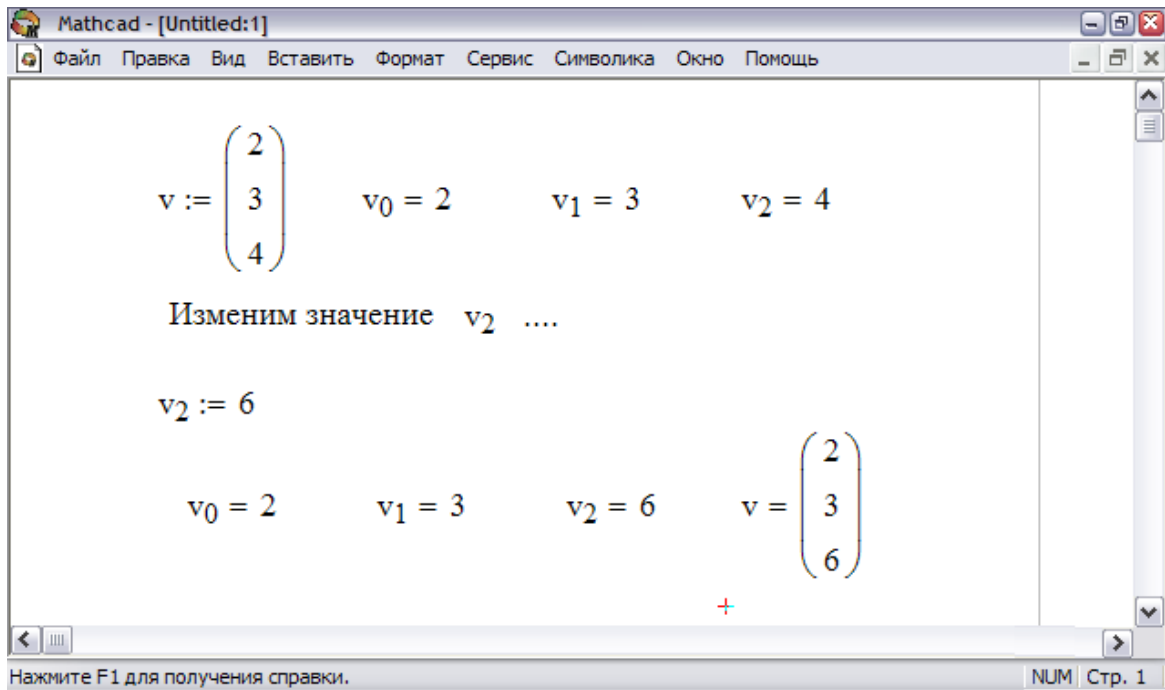 Mathcad - [Untitled:1]
Файл Правка Вид Вставить Формат Сервис Символика Окно Помощь
v := (2 3 4) v₀ = 2 v₁ = 3 v₂ = 4
Изменим значение v₂ ....
v₂ := 6
v₀ = 2 v₁ = 3 v₂ = 6 v = (2 3 6)
Нажмите F1 для получения справки. NUM Стр. 1